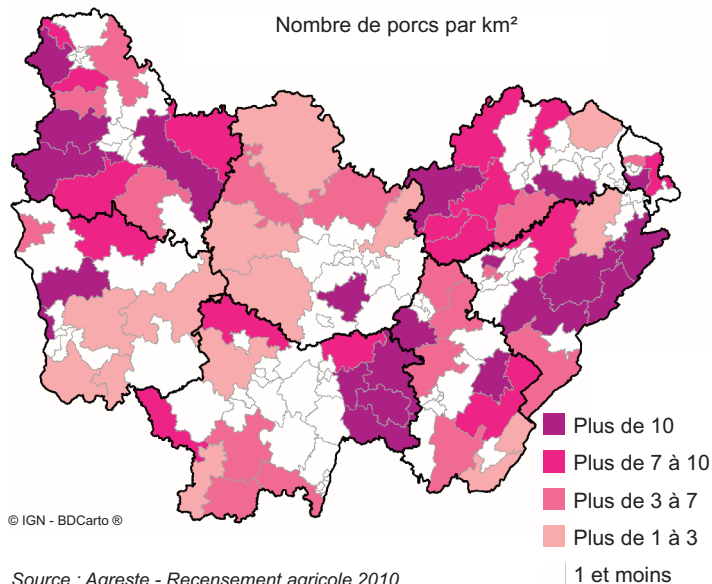 Nombre de porcs par km²
Plus de 10
Plus de 7 à 10
Plus de 3 à 7
Plus de 1 à 3
1 et moins
© IGN - BDCarto ®
Source : Agreste - Recensement agricole 2010